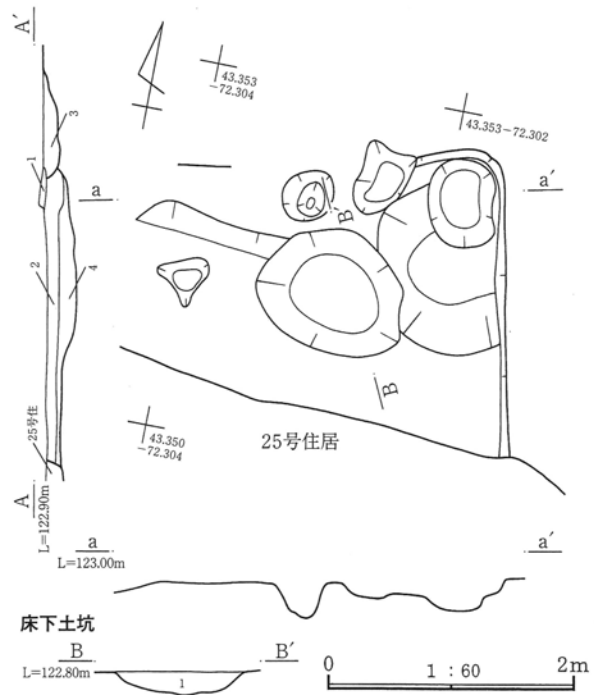 A′
43.353
-72.304
43.353-72.302
3
1
a
a′
B
2
4
25号住
43.350
-72.304
B
25号住居
A
L=122.90m
a
a′
L=123.00m
床下土坑
B
B′
L=122.80m
1
0
1：60
2m